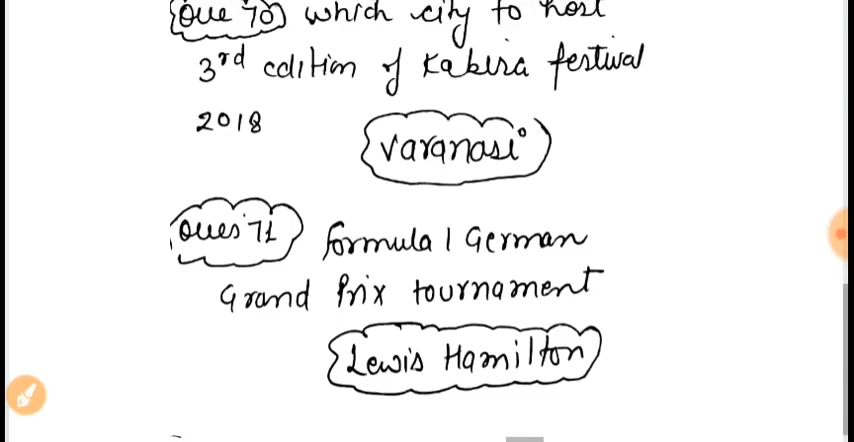 Que 70 which city to host
3rd edition of Kabira festival
2018
Varanasi
Ques 71 Formula 1 German
Grand Prix tournament
Lewis Hamilton